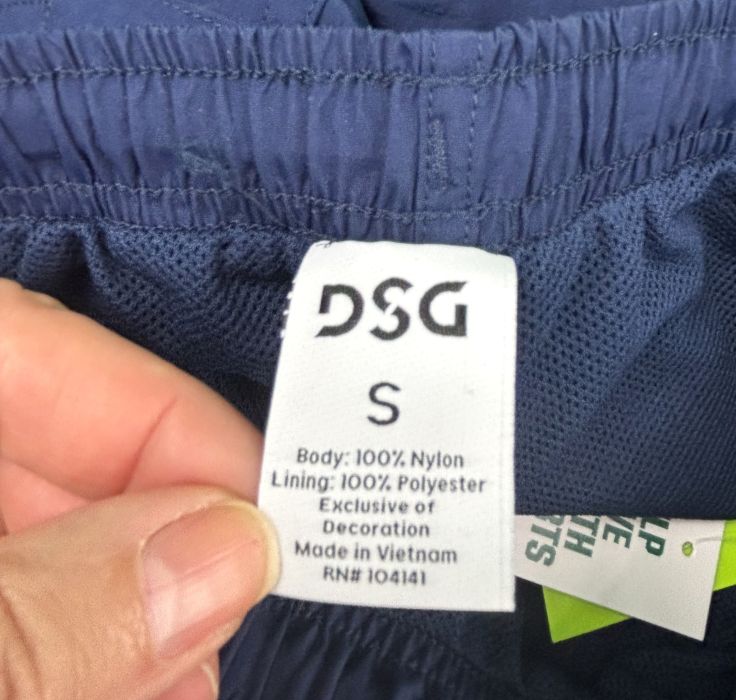 DSG
S
Body: 100% Nylon
Lining: 100% Polyester
Exclusive of
Decoration
Made in Vietnam
RN# 104141